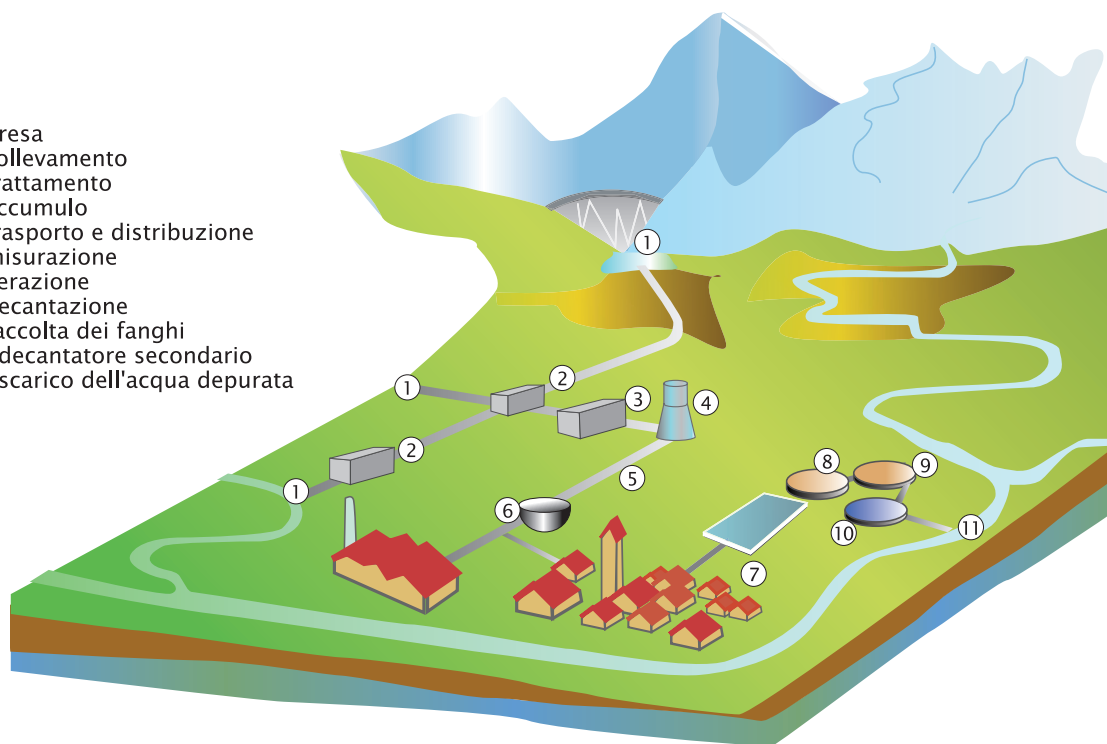 resa
ollevamento
rattamento
ccumulo
rasporto e distribuzione
misurazione
erazione
ecantazione
accolta dei fanghi
decantatore secondario
scarico dell'acqua depurata
1
1
2
3
4
2
1
5
6
7
8
9
10
11